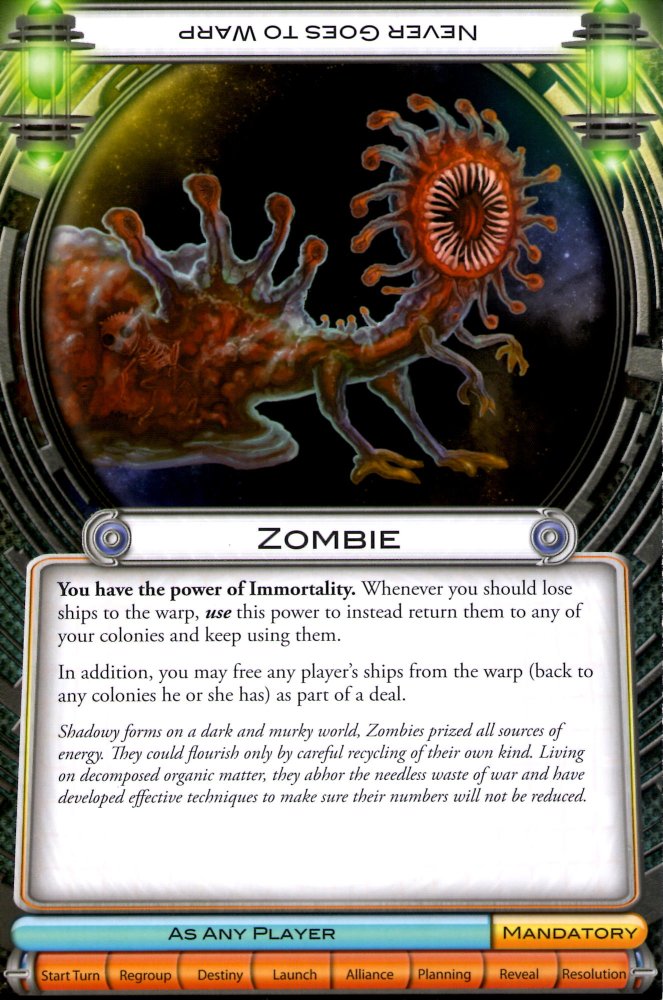 Never Goes to Warp
Zombie
You have the power of Immortality. Whenever you should lose
ships to the warp, use this power to instead return them to any of
your colonies and keep using them.
In addition, you may free any player's ships from the warp (back to
any colonies he or she has) as part of a deal.
Shadowy forms on a dark and murky world, Zombies prized all sources of
energy. They could flourish only by careful recycling of their own kind. Living
on decomposed organic matter, they abhor the needless waste of war and have
developed effective techniques to make sure their numbers will not be reduced.
As Any Player Mandatory
Start Turn Regroup Destiny Launch Alliance Planning Reveal Resolution